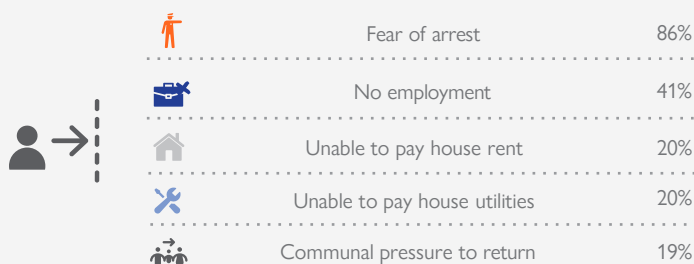 Fear of arrest 86%
No employment 41%
Unable to pay house rent 20%
Unable to pay house utilities 20%
Communal pressure to return 19%